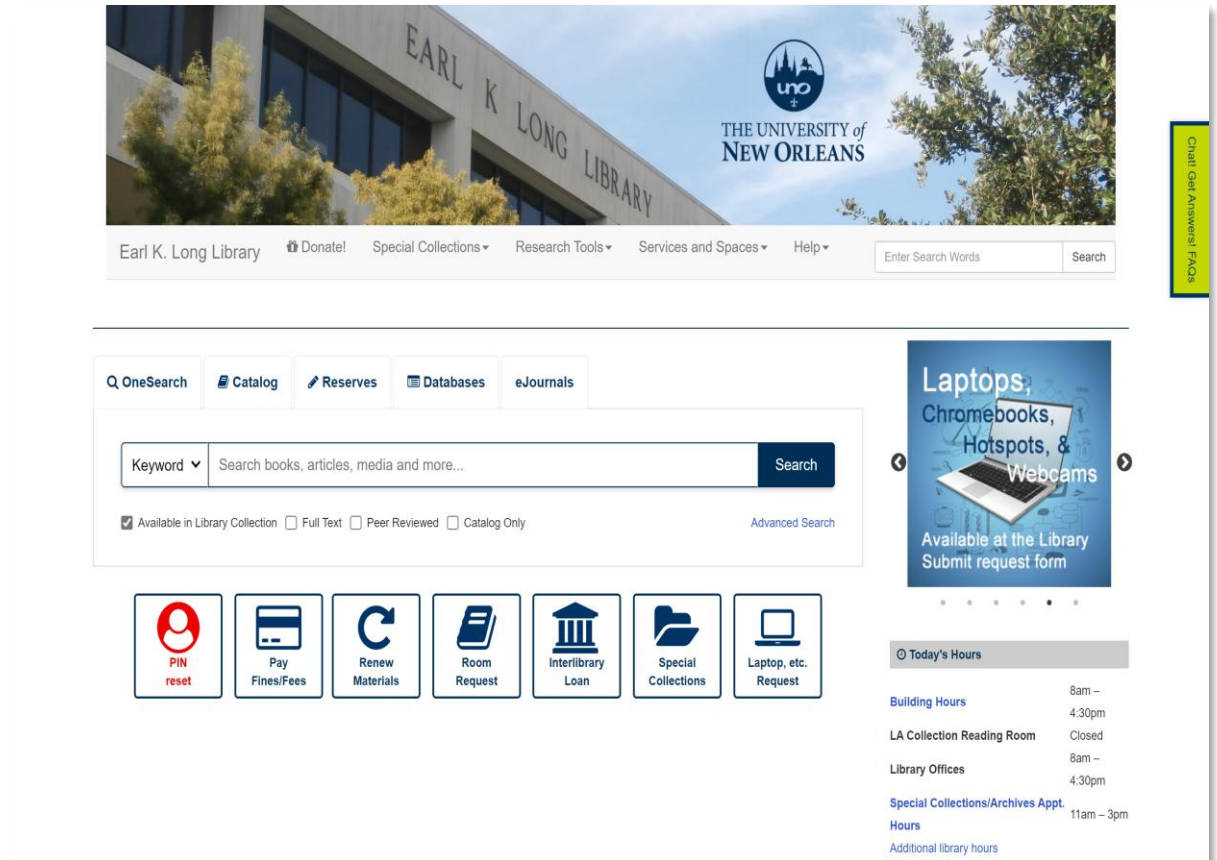 EARL K LONG LIBRARY
uno
THE UNIVERSITY of
NEW ORLEANS
Chat! Get Answers! FAQs
Earl K. Long Library Donate! Special Collections Research Tools Services and Spaces Help Enter Search Words Search
OneSearch Catalog Reserves Databases eJournals
Keyword Search books, articles, media and more... Search
Available in Library Collection Full Text Peer Reviewed Catalog Only Advanced Search
Laptops,
Chromebooks,
Hotspots, &
Webcams
Available at the Library
Submit request form
PIN
reset
Pay
Fines/Fees
Renew
Materials
Room
Request
Interlibrary
Loan
Special
Collections
Laptop, etc.
Request
Today's Hours
Building Hours 8am –
4:30pm
LA Collection Reading Room Closed
Library Offices 8am –
4:30pm
Special Collections/Archives Appt.
Hours 11am – 3pm
Additional library hours